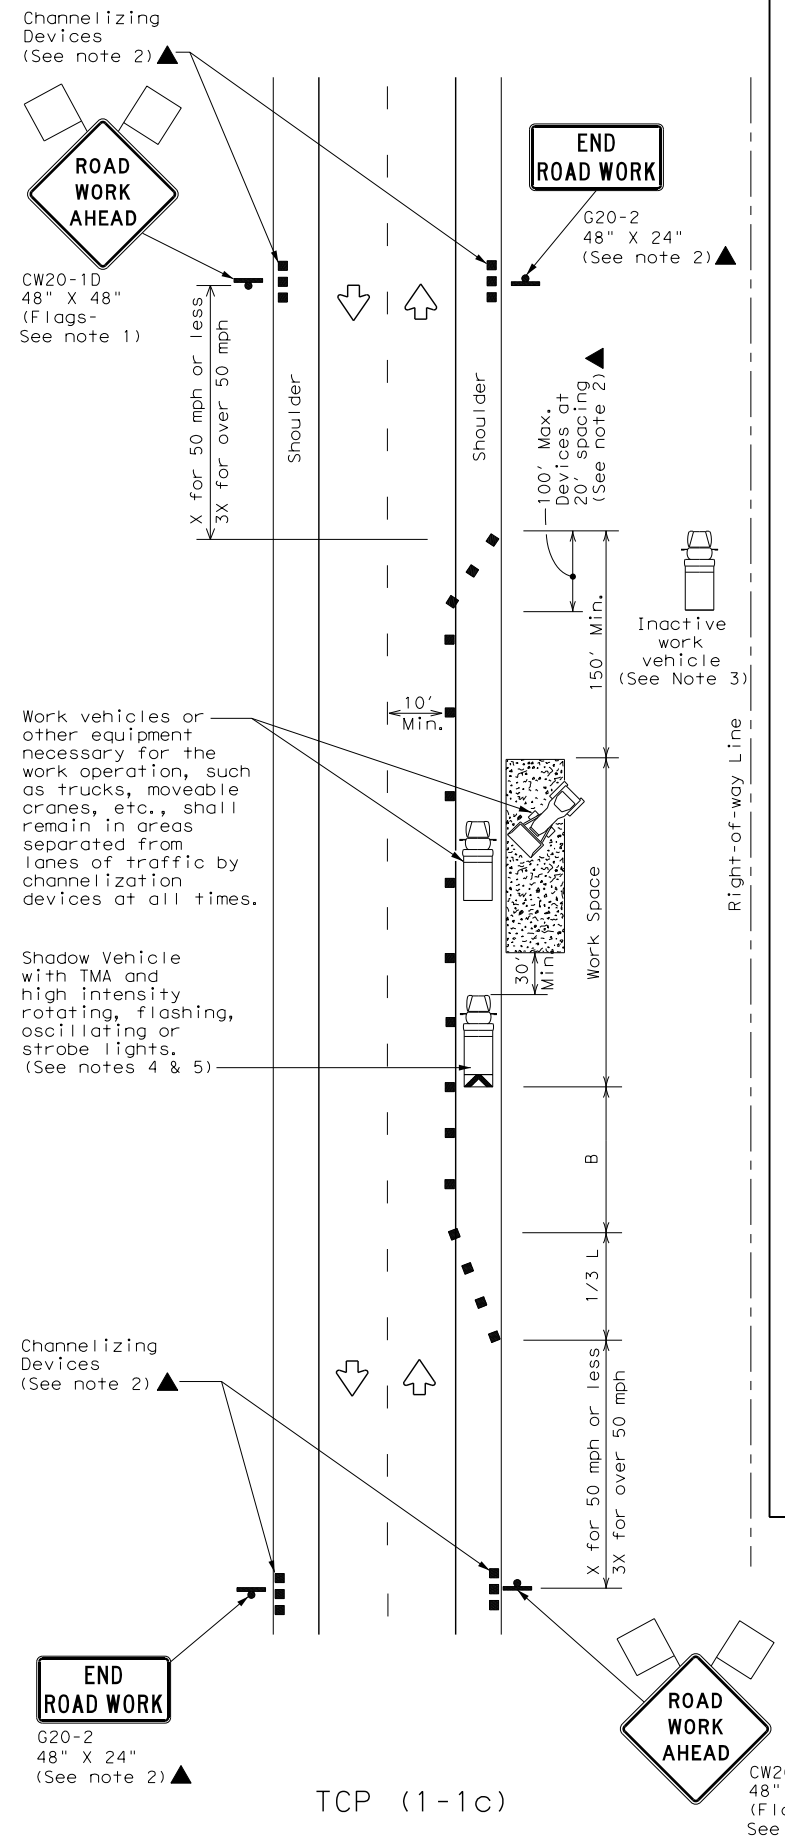 Channelizing
Devices
(See note 2)
ROAD
WORK
AHEAD
CW20-1D
48" X 48"
(Flags-
See note 1)
END
ROAD WORK
G20-2
48" X 24"
(See note 2)
X for 50 mph or less
3X for over 50 mph
Shoulder
Shoulder
100' Max.
Devices at
20' spacing
(See note 2)
150' Min.
Inactive
work
vehicle
(See Note 3)
10'
Min.
Work vehicles or
other equipment
necessary for the
work operation, such
as trucks, moveable
cranes, etc., shall
remain in areas
separated from
lanes of traffic by
channelization
devices at all times.
Right-of-way Line
Work Space
30'
Min.
Shadow Vehicle
with TMA and
high intensity
rotating, flashing,
oscillating or
strobe lights.
(See notes 4 & 5)
B
1/3 L
Channelizing
Devices
(See note 2)
X for 50 mph or less
3X for over 50 mph
END
ROAD WORK
G20-2
48" X 24"
(See note 2)
ROAD
WORK
AHEAD
48"
See
TCP (1-1c)